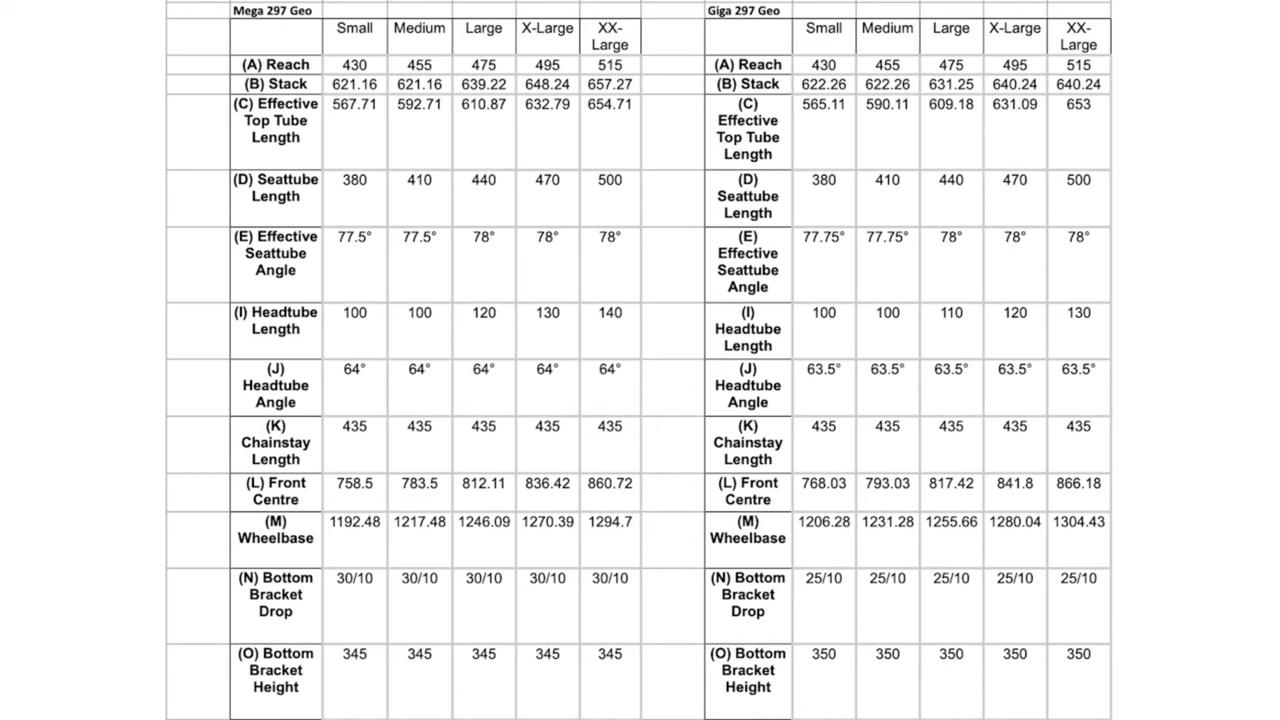 Mega 297 Geo
Small Medium Large X-Large XX-
Large
(A) Reach 430 455 475 495 515
(B) Stack 621.16 621.16 639.22 648.24 657.27
(C) Effective 567.71 592.71 610.87 632.79 654.71
Top Tube
Length
(D) Seattube 380 410 440 470 500
Length
(E) Effective 77.5° 77.5° 78° 78° 78°
Seattube
Angle
(I) Headtube 100 100 120 130 140
Length
(J) 64° 64° 64° 64° 64°
Headtube
Angle
(K) 435 435 435 435 435
Chainstay
Length
(L) Front 758.5 783.5 812.11 836.42 860.72
Centre
(M) 1192.48 1217.48 1246.09 1270.39 1294.7
Wheelbase
(N) Bottom 30/10 30/10 30/10 30/10 30/10
Bracket
Drop
(O) Bottom 345 345 345 345 345
Bracket
Height
Giga 297 Geo
Small Medium Large X-Large XX-
Large
(A) Reach 430 455 475 495 515
(B) Stack 622.26 622.26 631.25 640.24 640.24
(C) 565.11 590.11 609.18 631.09 653
Effective
Top Tube
Length
(D) 380 410 440 470 500
Seattube
Length
(E) 77.75° 77.75° 78° 78° 78°
Effective
Seattube
Angle
(I) 100 100 110 120 130
Headtube
Length
(J) 63.5° 63.5° 63.5° 63.5° 63.5°
Headtube
Angle
(K) 435 435 435 435 435
Chainstay
Length
(L) Front 768.03 793.03 817.42 841.8 866.18
Centre
(M) 1206.28 1231.28 1255.66 1280.04 1304.43
Wheelbase
(N) Bottom 25/10 25/10 25/10 25/10 25/10
Bracket
Drop
(O) Bottom 350 350 350 350 350
Bracket
Height